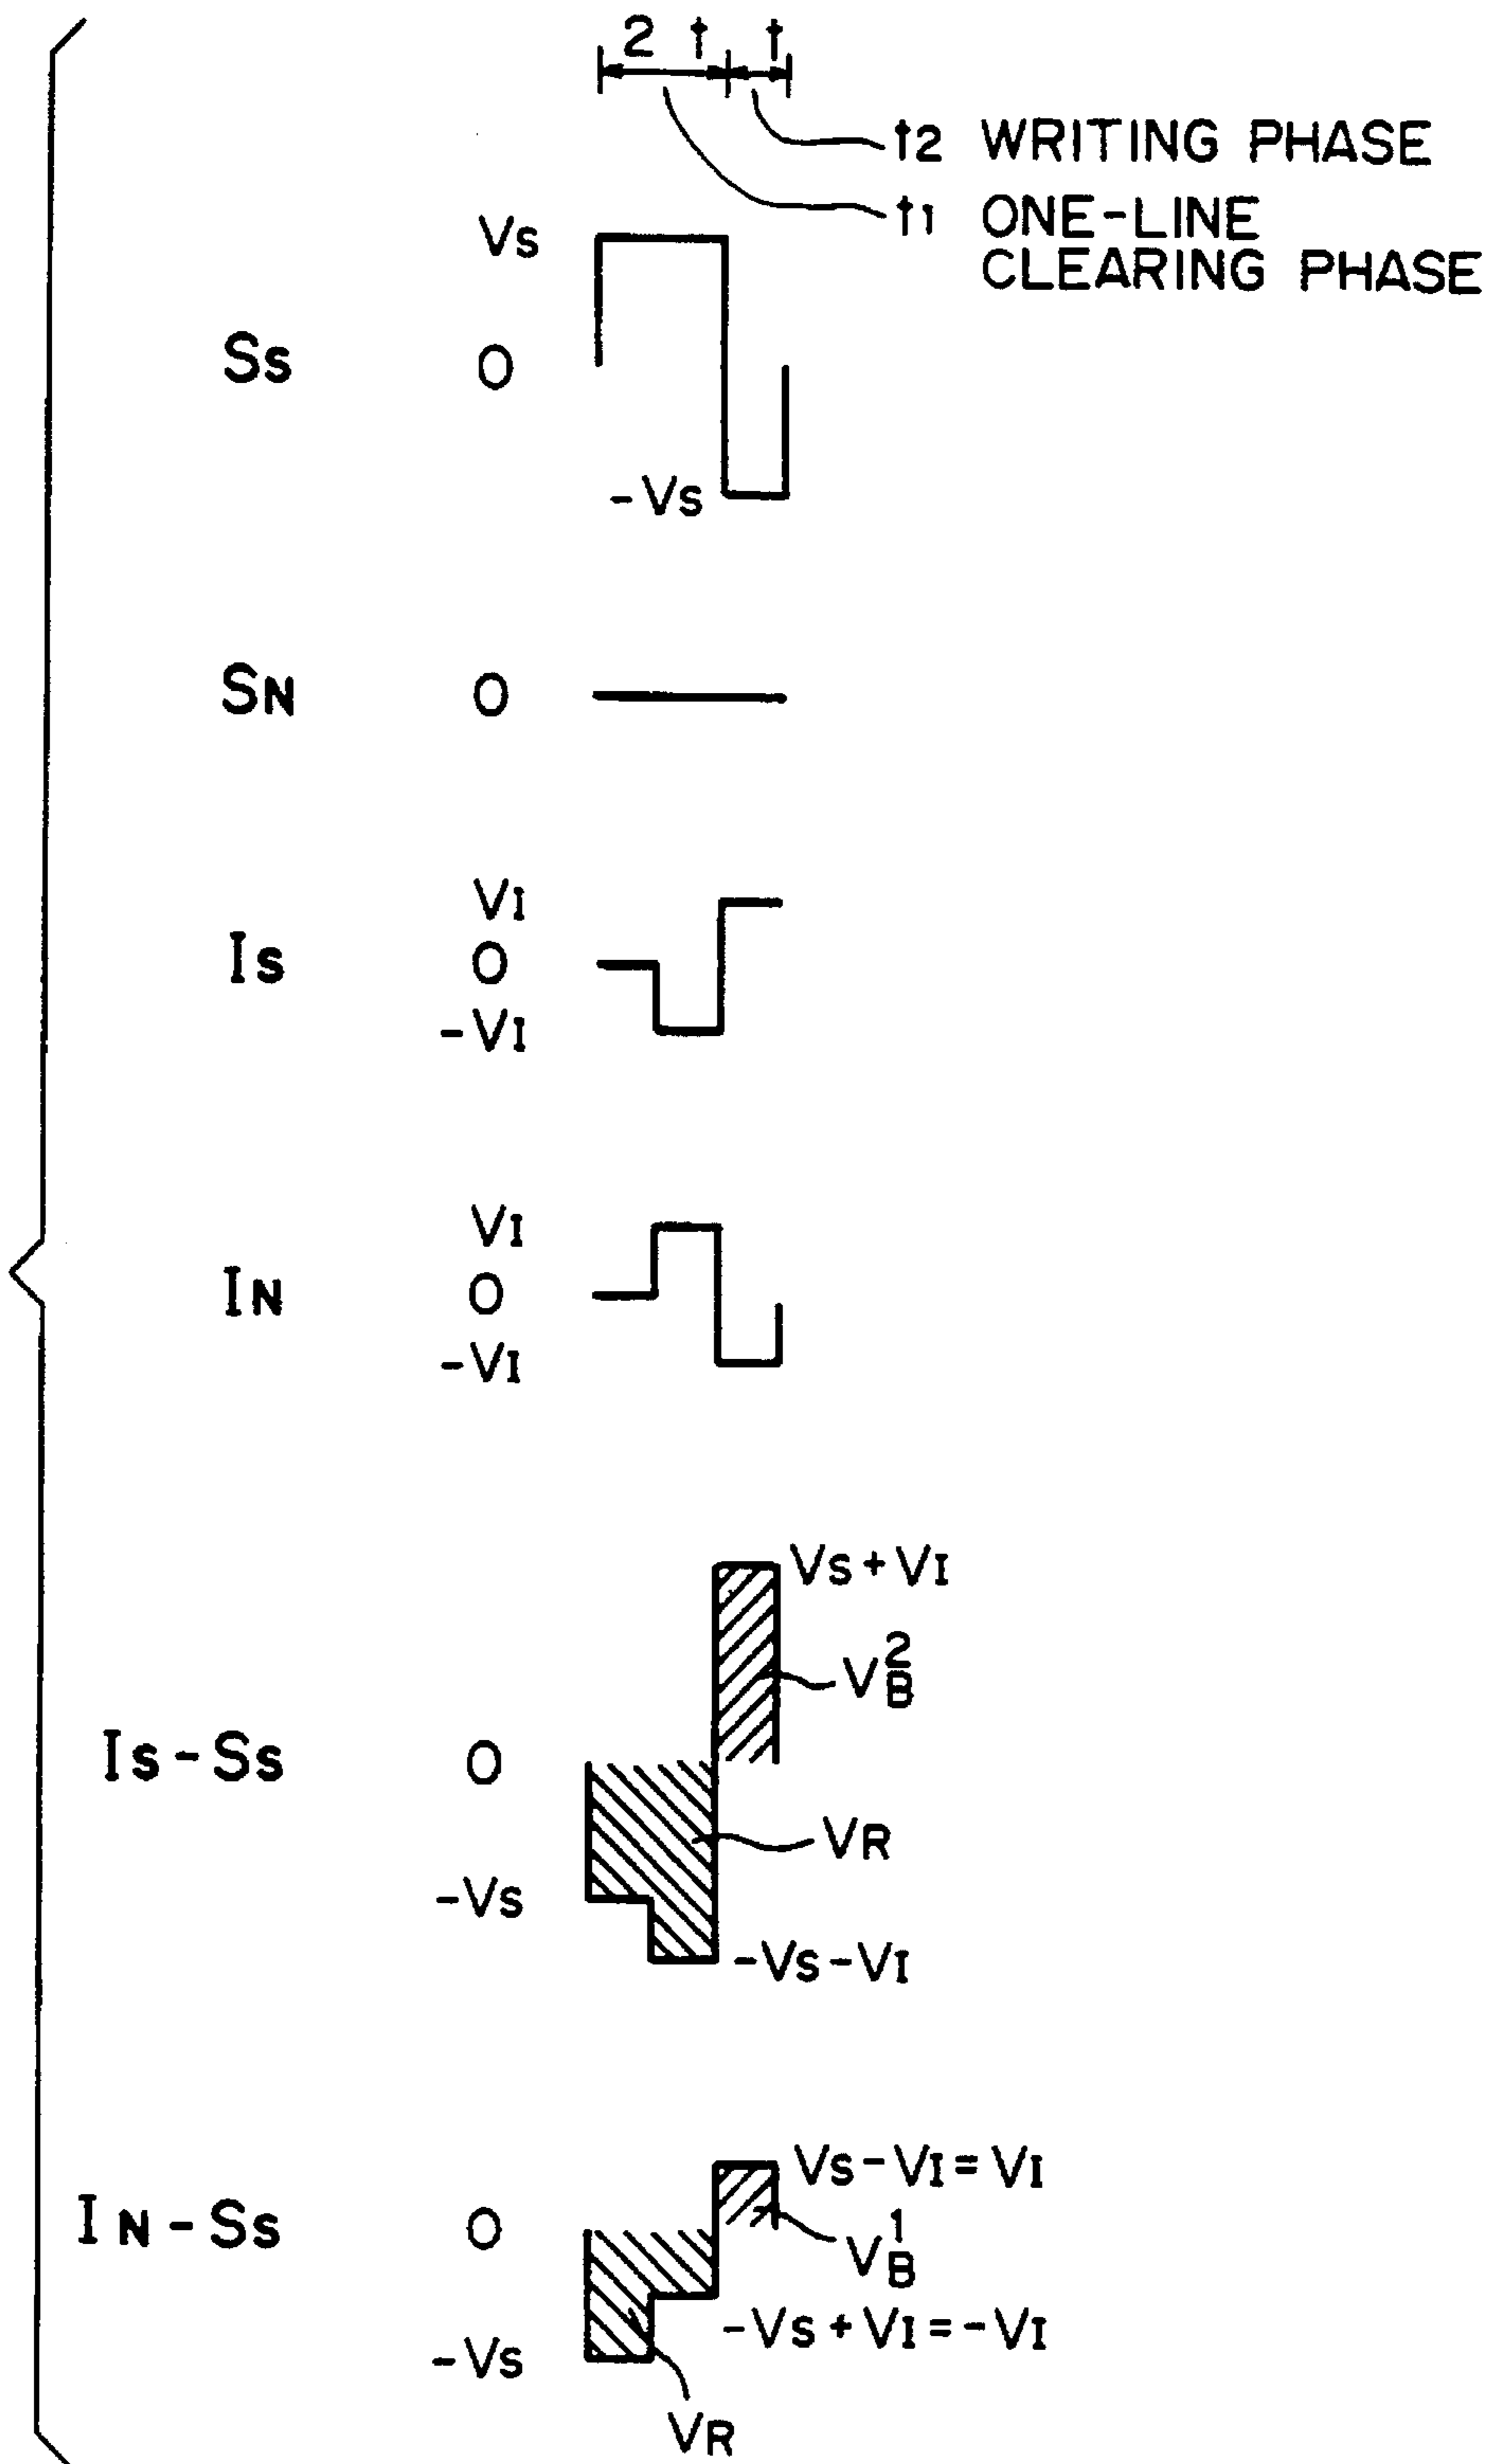 2t t
t2 WRITING PHASE
t1 ONE-LINE
CLEARING PHASE
Vs
Ss 0
-Vs
SN 0
VI
Is 0
-VI
VI
IN 0
-VI
Vs+VI
V2B
Is-Ss 0
VR
-Vs
-Vs-VI
Vs-VI=VI
IN-Ss 0
V1B
-Vs+VI=-VI
-Vs
VR